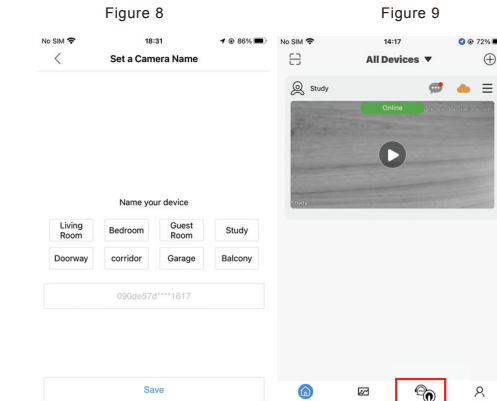 Figure 8
Figure 9
No SIM
18:31
86%
Set a Camera Name
Name your device
Living Room
Bedroom
Guest Room
Study
Doorway
corridor
Garage
Balcony
090de57d****1617
Save
No SIM
14:17
72%
All Devices ▼
Study
Online